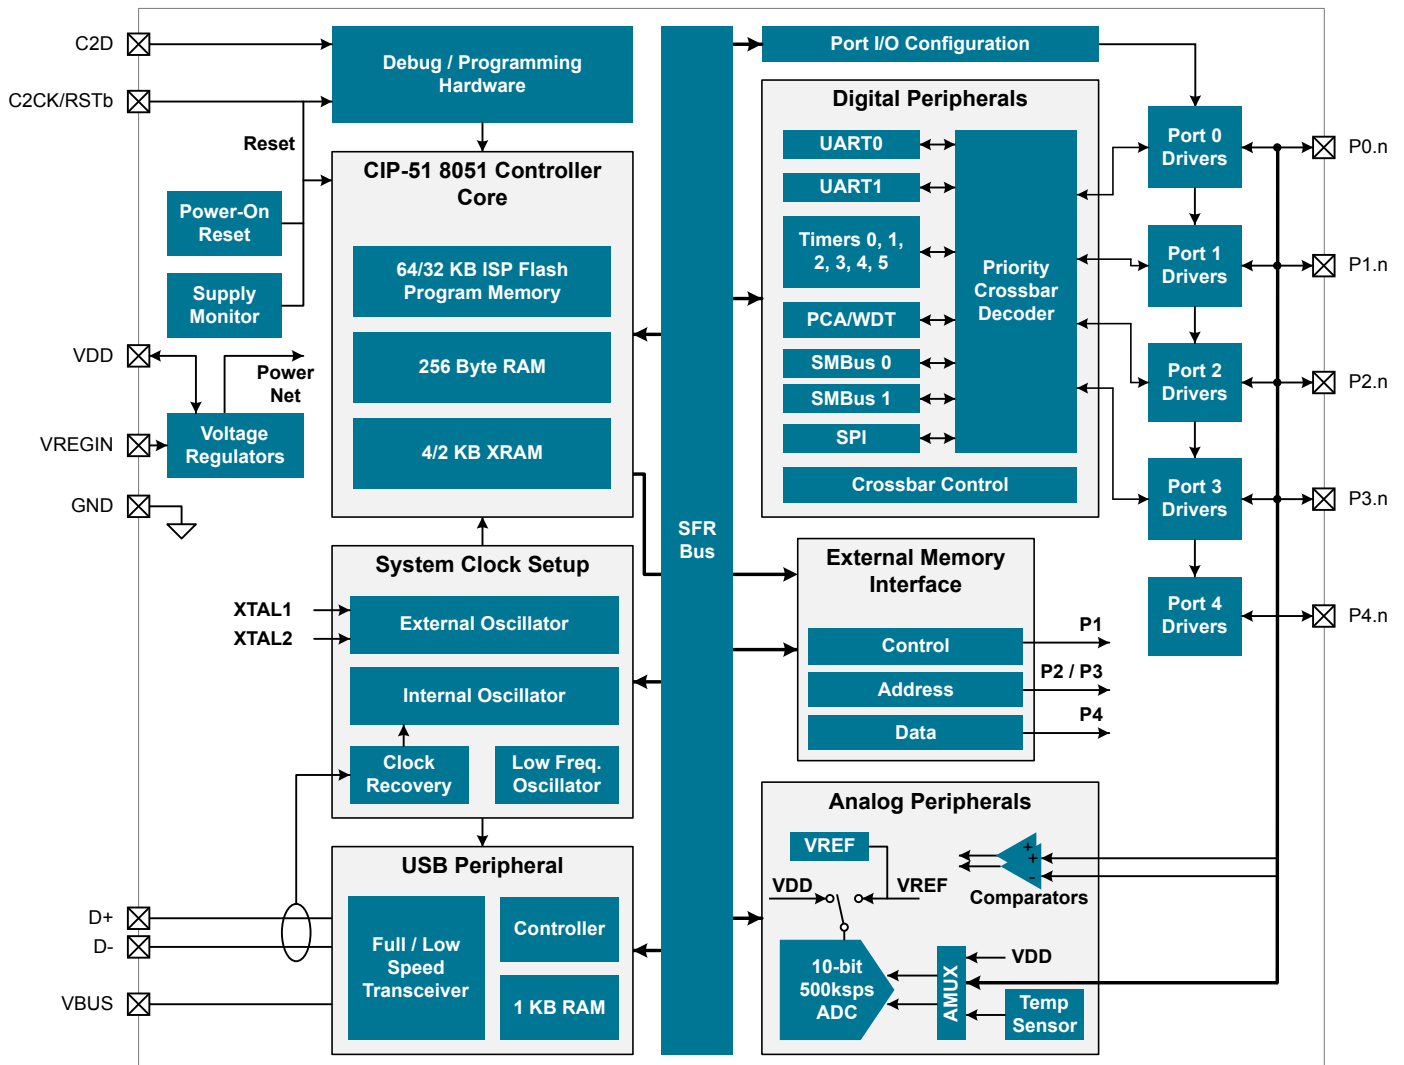 C2D
C2CK/RSTb
Debug / Programming
Hardware
Reset
Power-On
Reset
Supply
Monitor
VDD
Power
Net
VREGIN
Voltage
Regulators
GND
CIP-51 8051 Controller
Core
64/32 KB ISP Flash
Program Memory
256 Byte RAM
4/2 KB XRAM
System Clock Setup
XTAL1
XTAL2
External Oscillator
Internal Oscillator
Clock
Recovery
Low Freq.
Oscillator
USB Peripheral
D+
D-
VBUS
Full / Low
Speed
Transceiver
Controller
1 KB RAM
SFR
Bus
Port I/O Configuration
Digital Peripherals
UART0
UART1
Timers 0, 1,
2, 3, 4, 5
PCA/WDT
SMBus 0
SMBus 1
SPI
Priority
Crossbar
Decoder
Crossbar Control
Port 0
Drivers
Port 1
Drivers
Port 2
Drivers
Port 3
Drivers
Port 4
Drivers
P0.n
P1.n
P2.n
P3.n
P4.n
External Memory
Interface
Control
Address
Data
P1
P2 / P3
P4
Analog Peripherals
VREF
VDD
VREF
+
+
-
Comparators
10-bit
500ksps
ADC
AMUX
VDD
Temp
Sensor